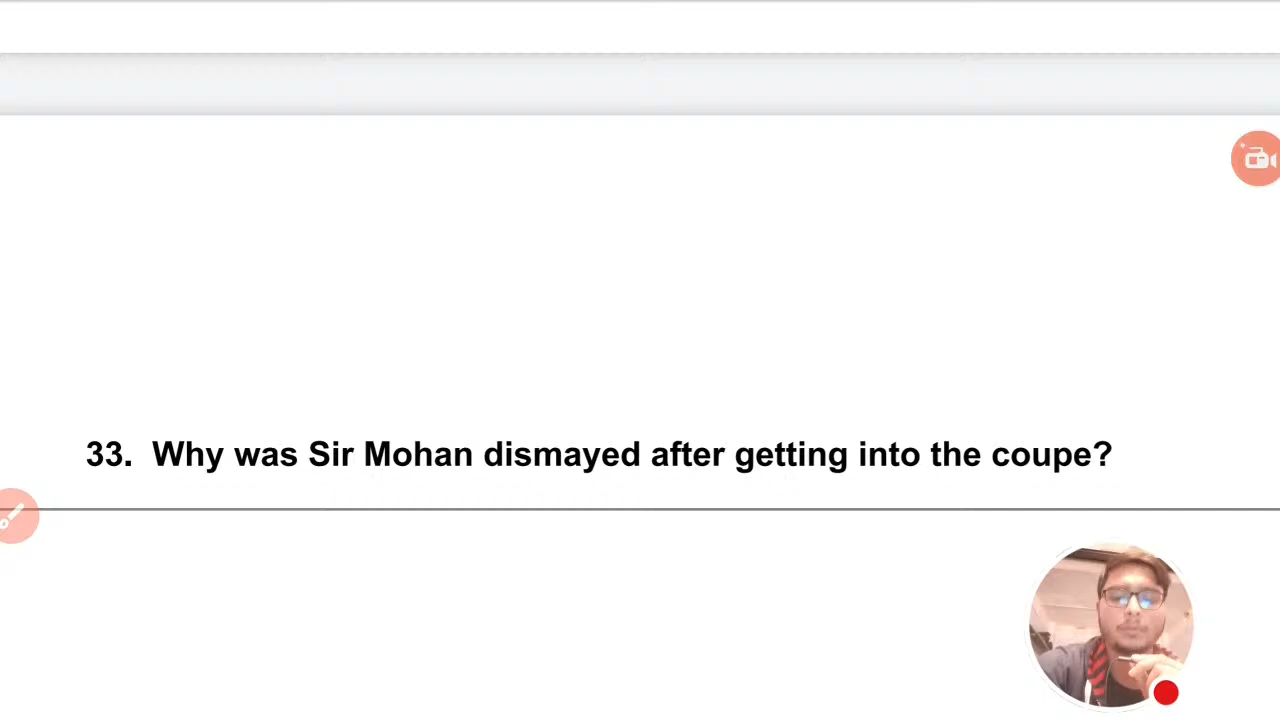 33. Why was Sir Mohan dismayed after getting into the coupe?